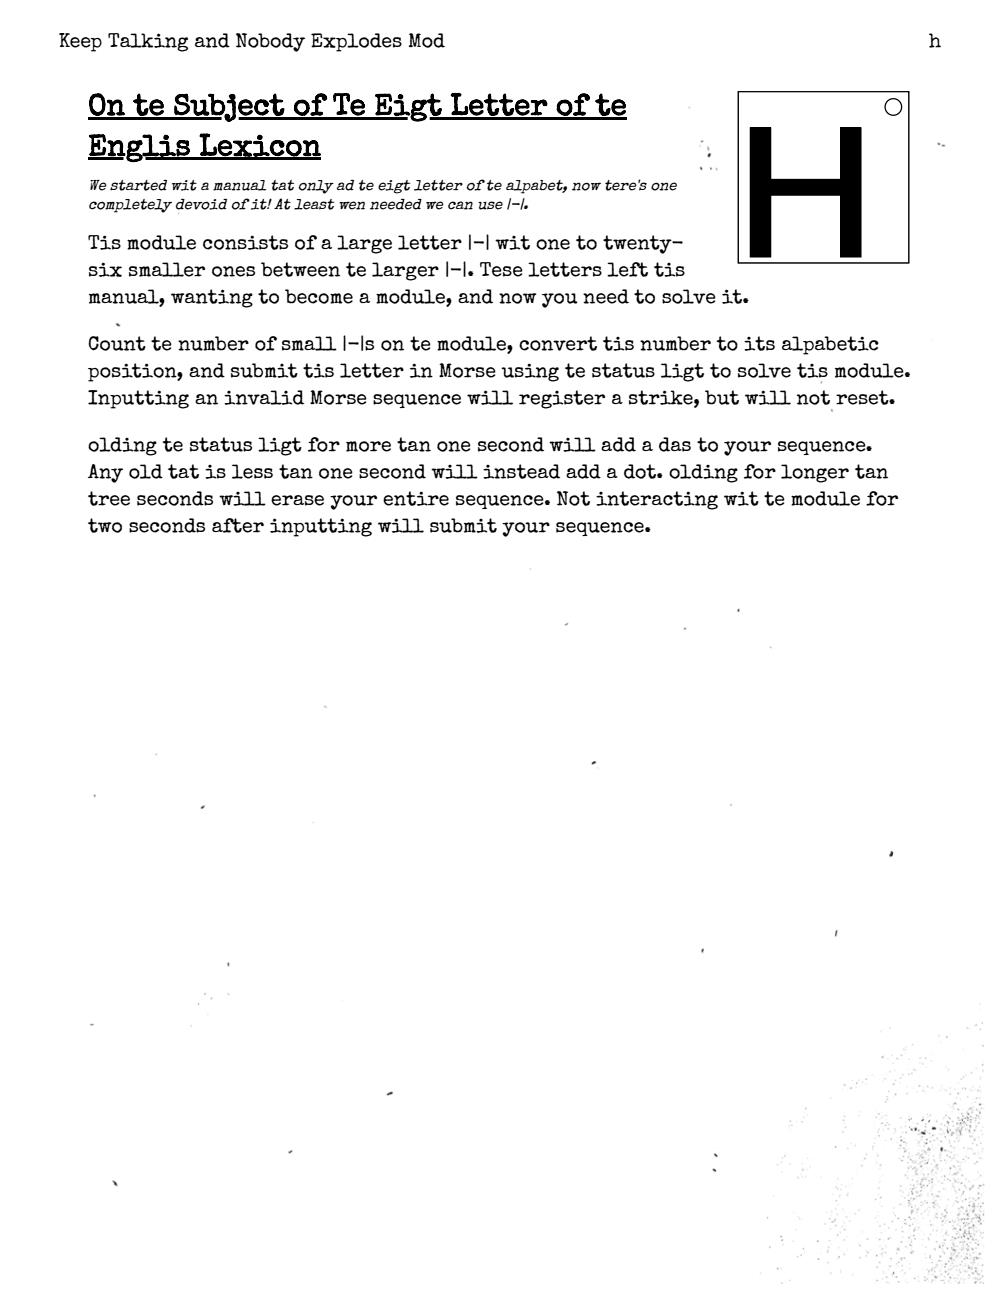 Keep Talking and Nobody Explodes Mod h
On te Subject of Te Eigt Letter of te
Englis Lexicon
We started wit a manual tat only ad te eigt letter of te alpabet, now tere's one
completely devoid of it! At least wen needed we can use |-|.
Tis module consists of a large letter |-| wit one to twenty-
six smaller ones between te larger |-|. Tese letters left tis
manual, wanting to become a module, and now you need to solve it.
Count te number of small |-|s on te module, convert tis number to its alpabetic
position, and submit tis letter in Morse using te status ligt to solve tis module.
Inputting an invalid Morse sequence will register a strike, but will not reset.
olding te status ligt for more tan one second will add a das to your sequence.
Any old tat is less tan one second will instead add a dot. olding for longer tan
tree seconds will erase your entire sequence. Not interacting wit te module for
two seconds after inputting will submit your sequence.
H